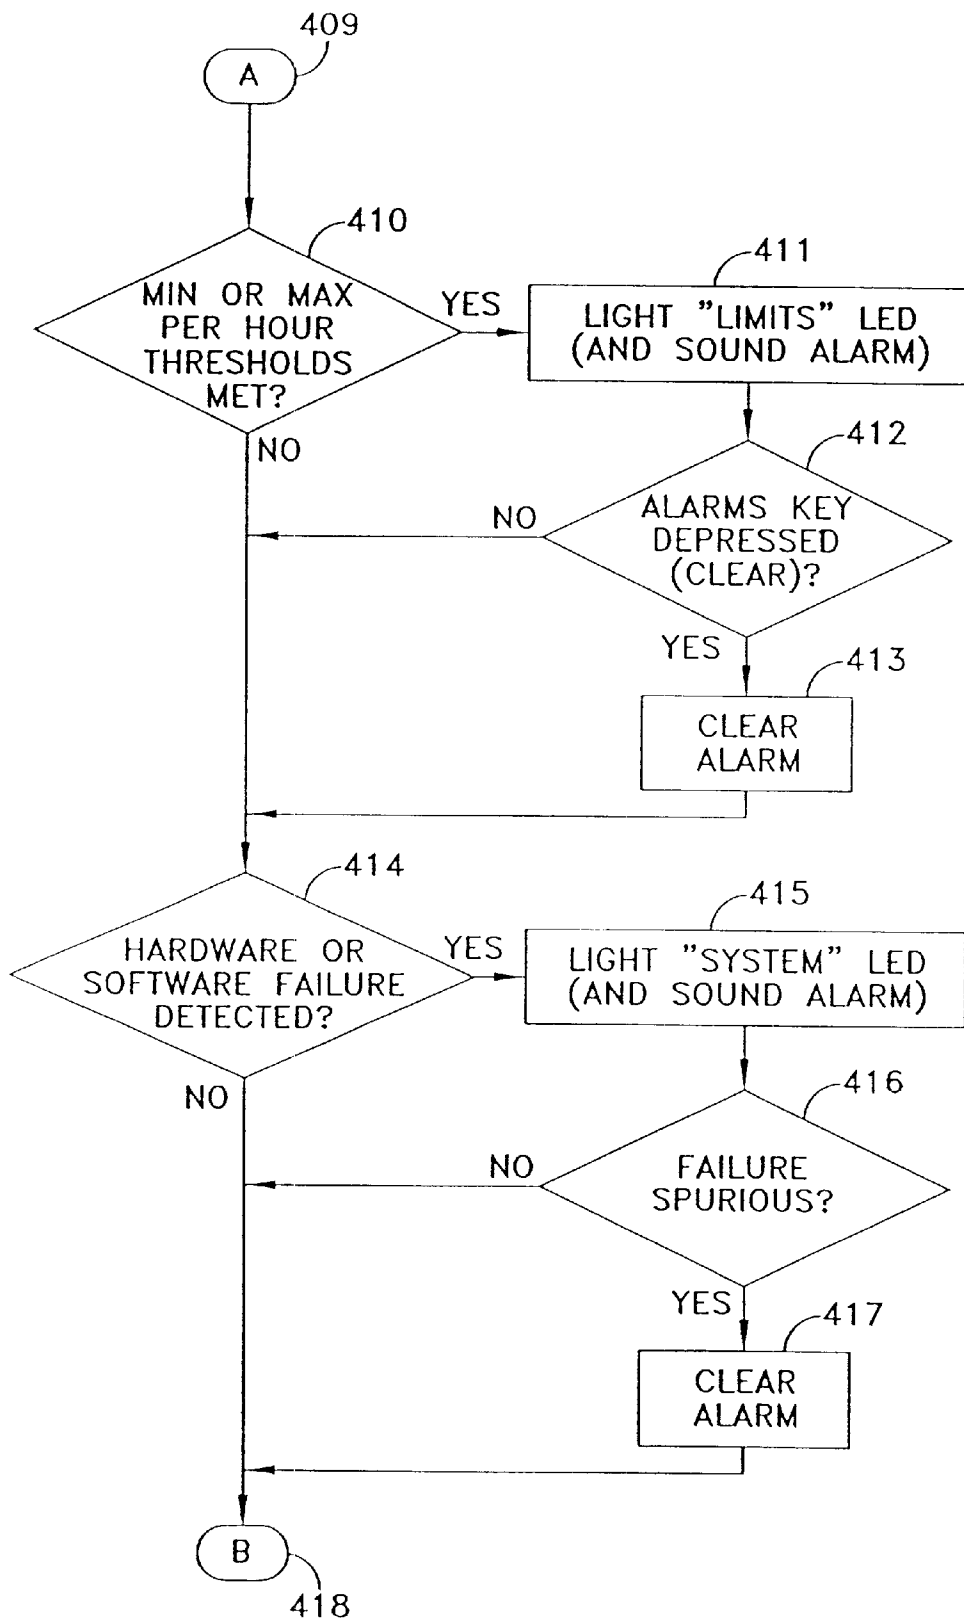 409
A
410
MIN OR MAX
PER HOUR
THRESHOLDS
MET?
YES
411
LIGHT "LIMITS" LED
(AND SOUND ALARM)
NO
412
ALARMS KEY
DEPRESSED
(CLEAR)?
NO
YES
413
CLEAR
ALARM
414
HARDWARE OR
SOFTWARE FAILURE
DETECTED?
YES
415
LIGHT "SYSTEM" LED
(AND SOUND ALARM)
NO
416
FAILURE
SPURIOUS?
NO
YES
417
CLEAR
ALARM
B
418